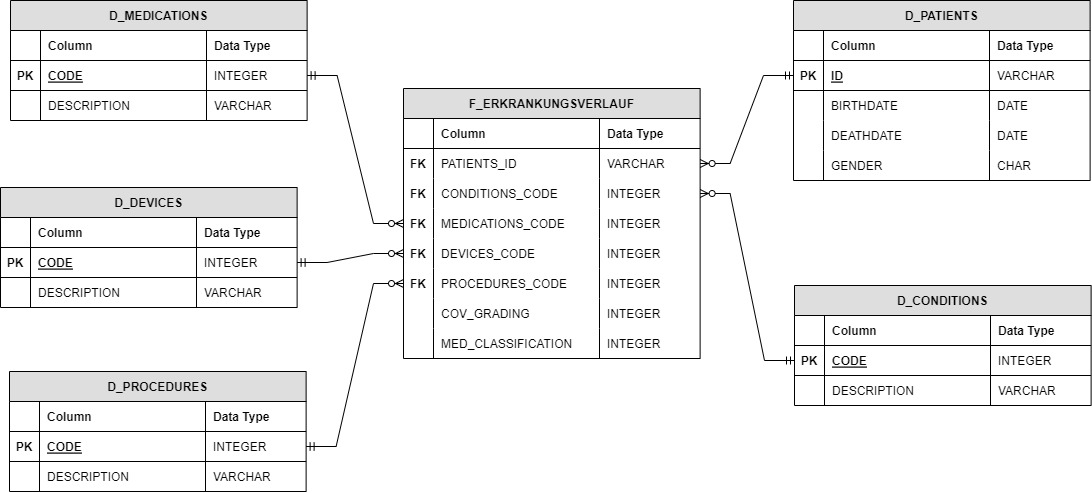 D_MEDICATIONS
Column Data Type
PK CODE INTEGER
DESCRIPTION VARCHAR
D_DEVICES
Column Data Type
PK CODE INTEGER
DESCRIPTION VARCHAR
D_PROCEDURES
Column Data Type
PK CODE INTEGER
DESCRIPTION VARCHAR
F_ERKRANKUNGSVERLAUF
Column Data Type
FK PATIENTS_ID VARCHAR
FK CONDITIONS_CODE INTEGER
FK MEDICATIONS_CODE INTEGER
FK DEVICES_CODE INTEGER
FK PROCEDURES_CODE INTEGER
COV_GRADING INTEGER
MED_CLASSIFICATION INTEGER
D_PATIENTS
Column Data Type
PK ID VARCHAR
BIRTHDATE DATE
DEATHDATE DATE
GENDER CHAR
D_CONDITIONS
Column Data Type
PK CODE INTEGER
DESCRIPTION VARCHAR